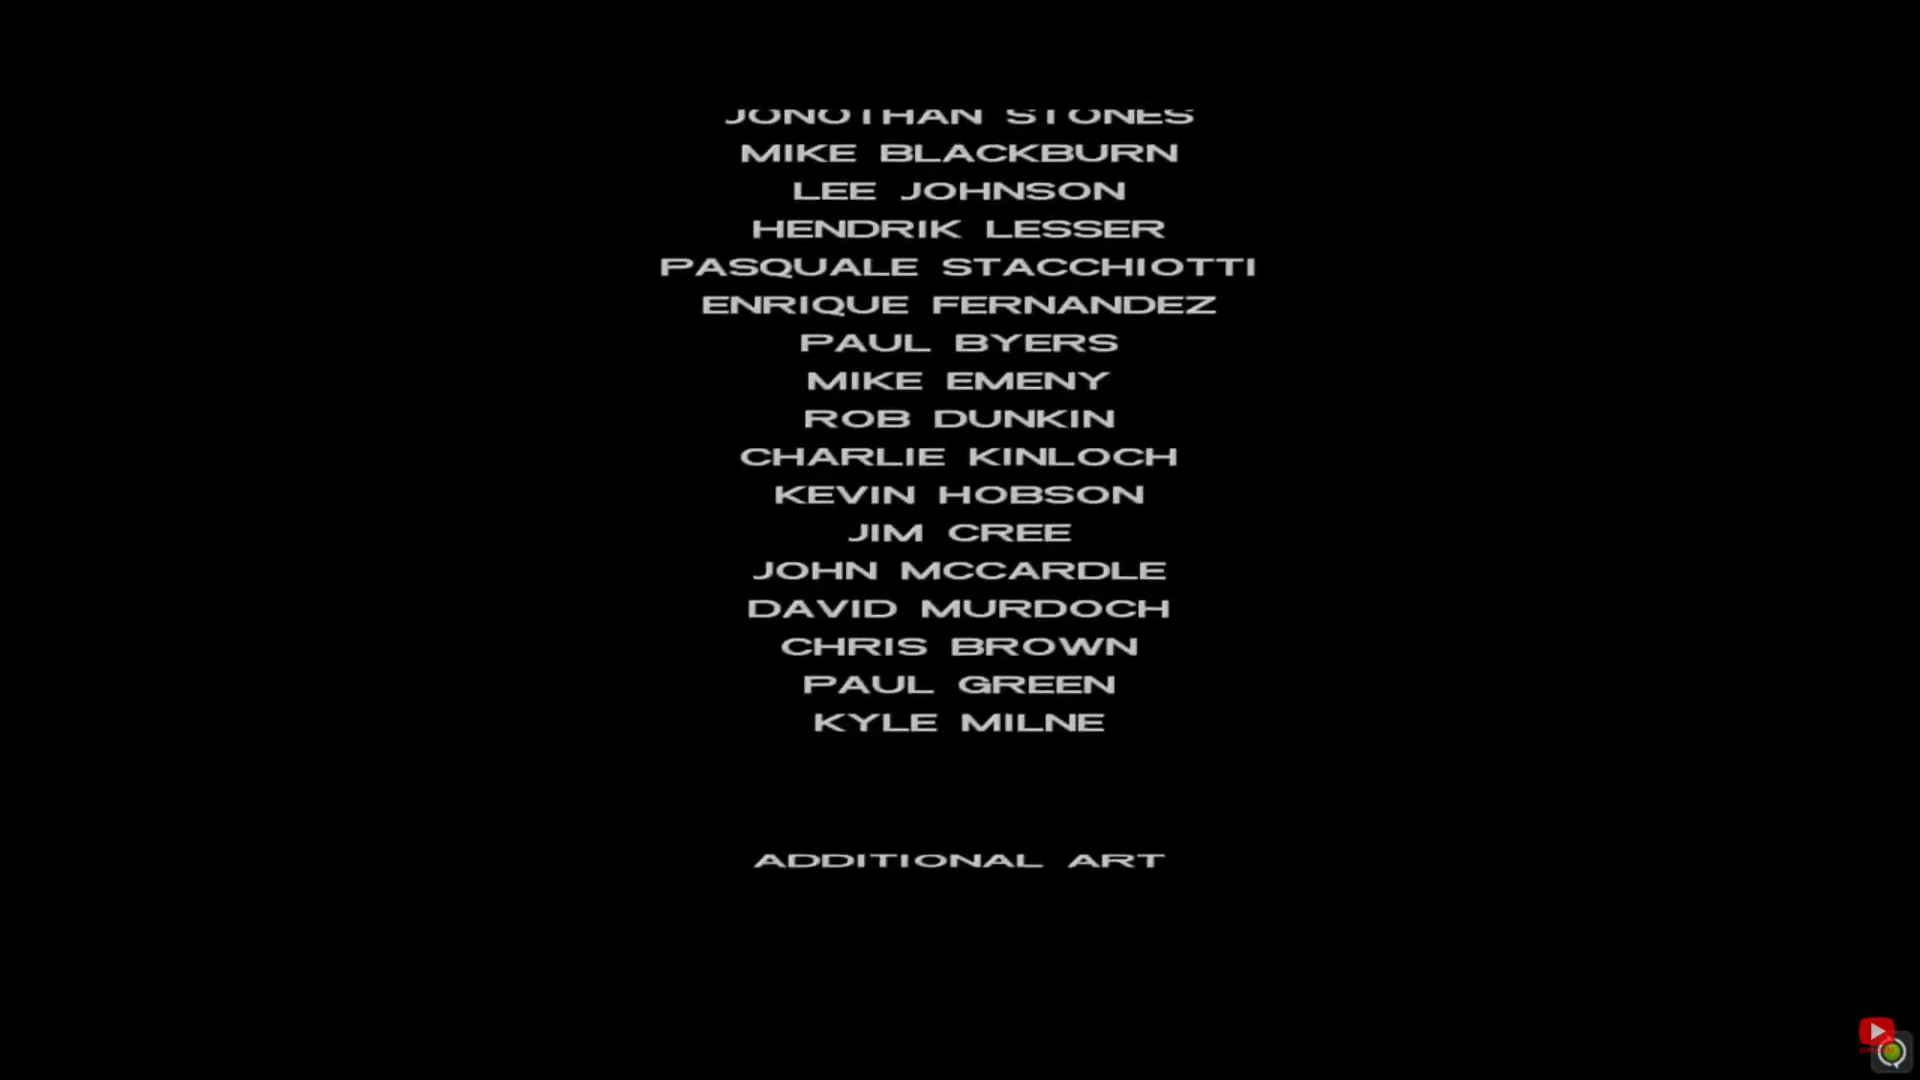 JONOTHAN STONES
MIKE BLACKBURN
LEE JOHNSON
HENDRIK LESSER
PASQUALE STACCHIOTTI
ENRIQUE FERNANDEZ
PAUL BYERS
MIKE EMENY
ROB DUNKIN
CHARLIE KINLOCH
KEVIN HOBSON
JIM CREE
JOHN MCCARDLE
DAVID MURDOCH
CHRIS BROWN
PAUL GREEN
KYLE MILNE
ADDITIONAL ART